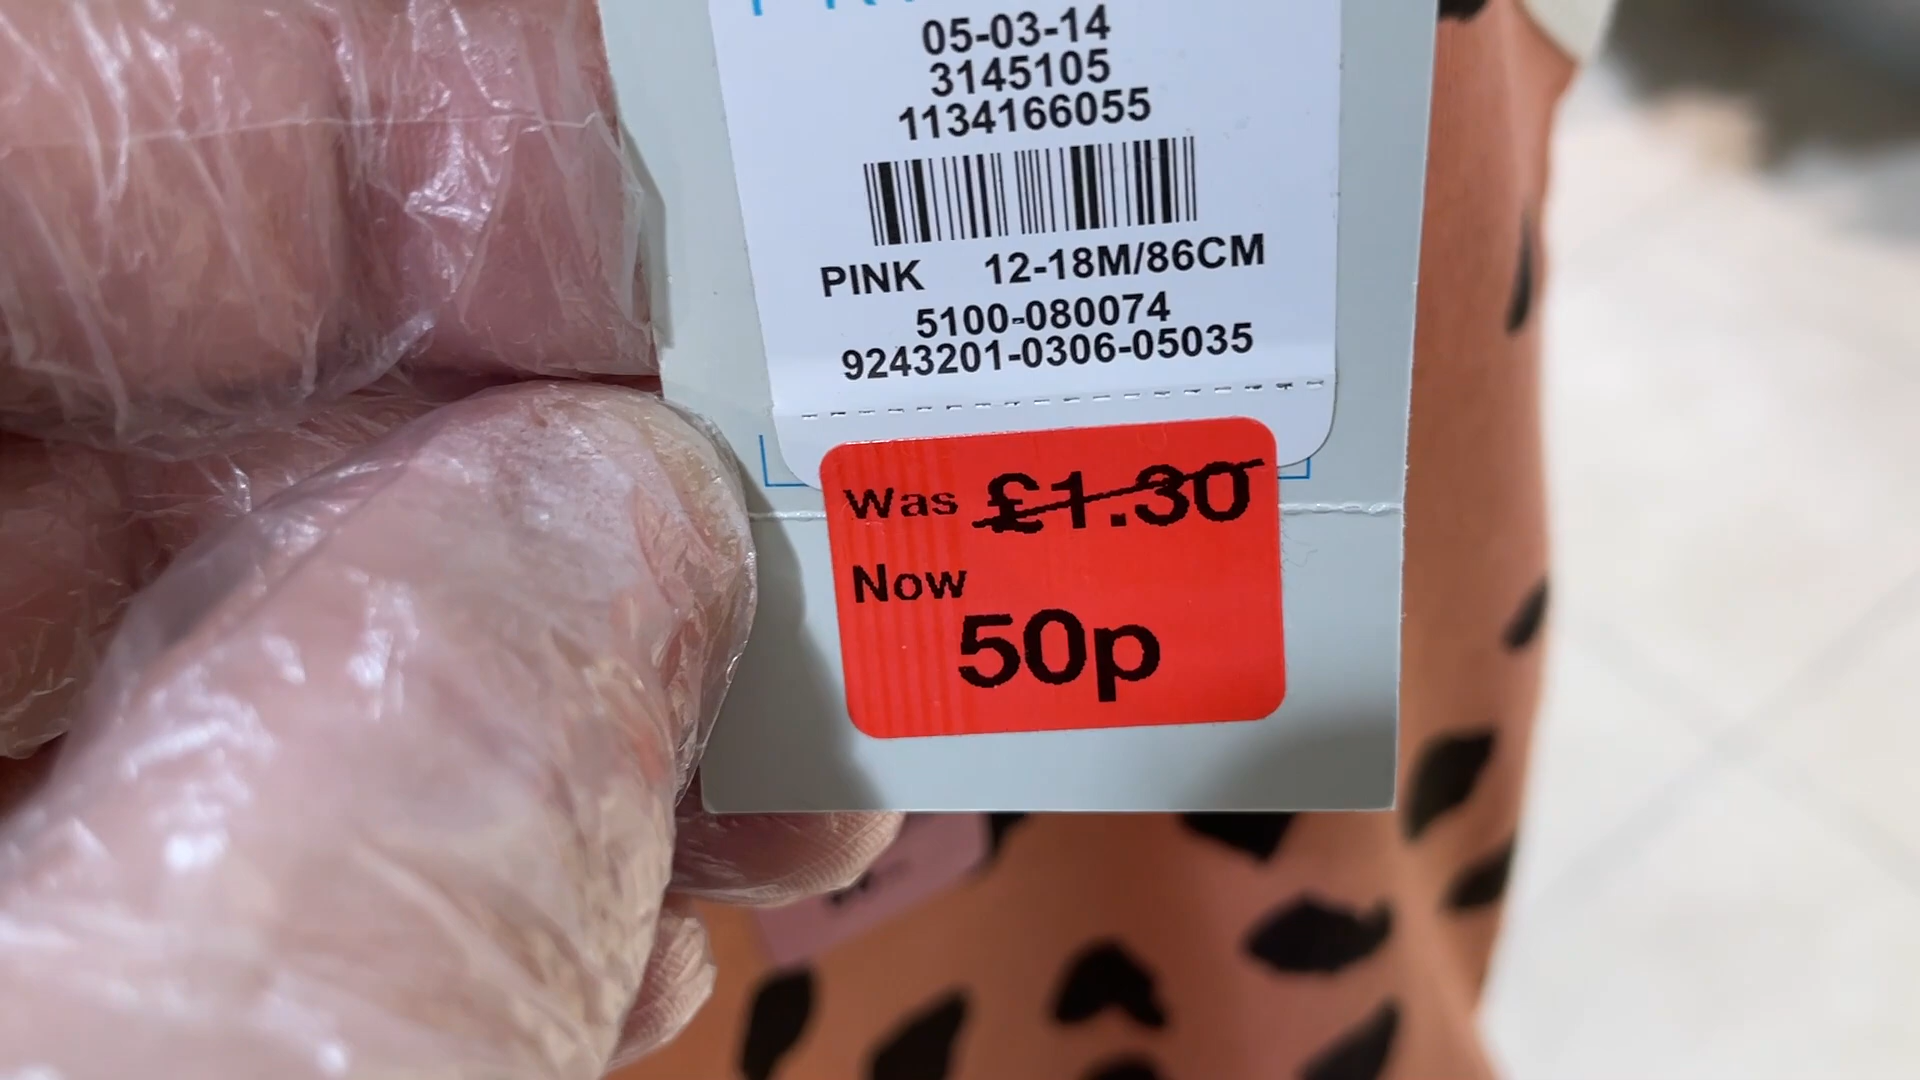 05-03-14
3145105
1134166055
PINK 12-18M/86CM
5100-080074
9243201-0306-05035
Was £1.30
Now
50p